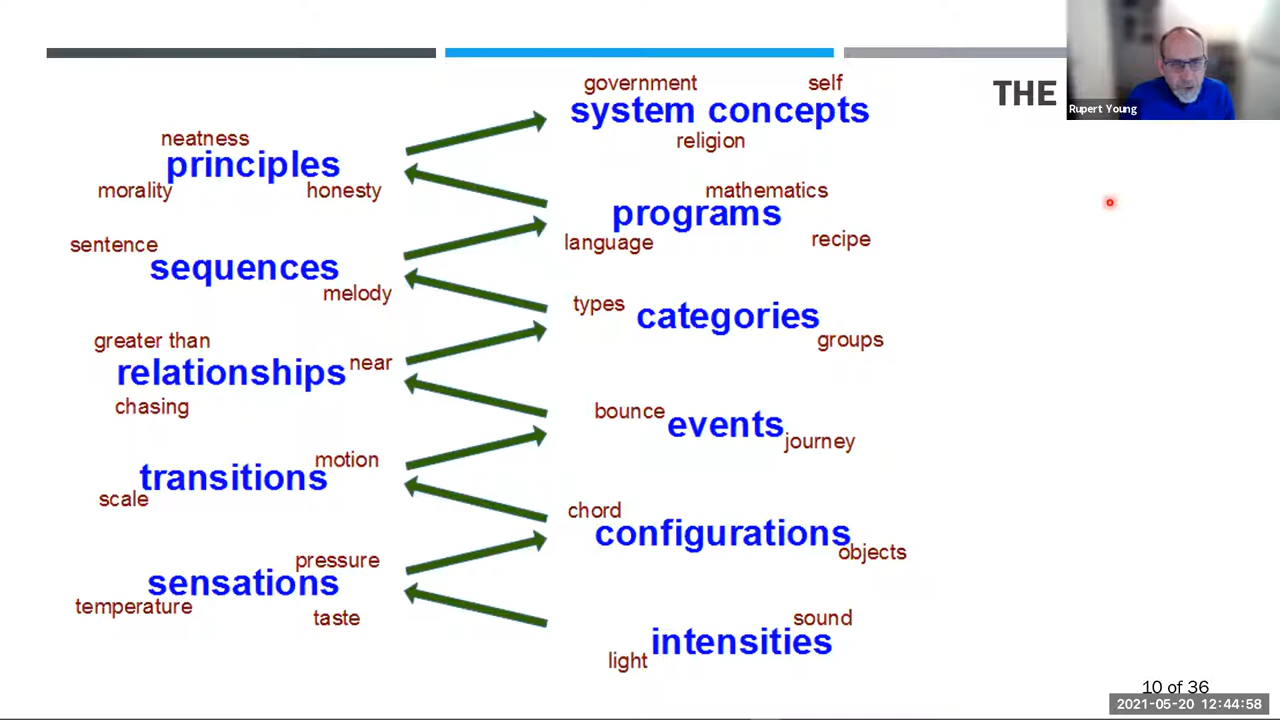 THE
Rupert Young
government self
system concepts
religion
neatness
principles
morality honesty
mathematics
programs
language recipe
sentence
sequences
melody
types
categories
groups
greater than
near
relationships
chasing
bounce
events
journey
motion
transitions
scale
chord
configurations
objects
pressure
sensations
temperature
taste
sound
intensities
light
10 of 36
2021-05-20 12:44:58